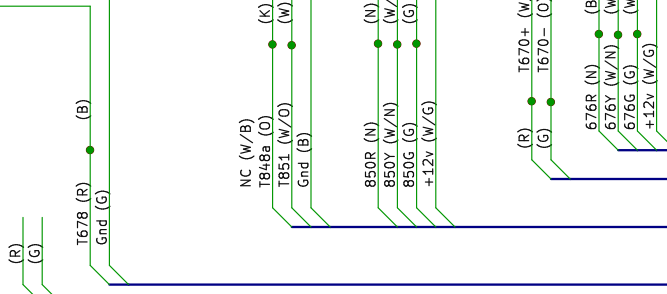 (R)
(G)
T678 (R)
(B)
Gnd (G)
NC (W/B)
T848a (O)
(K)
T851 (W/O)
(W)
Gnd (B)
850R (N)
(N)
850Y (W/N)
850G (G)
(G)
+12v (W/G)
(R)
T670+
(G)
T670-
676R (N)
676Y (W/N)
676G (G)
+12v (W/G)